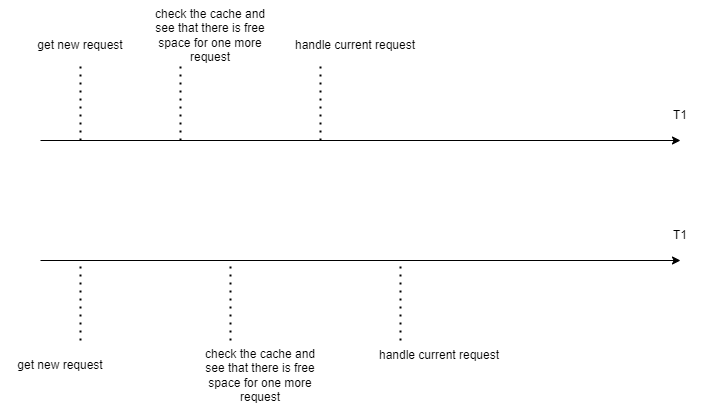 check the cache and
see that there is free
space for one more
request
get new request
handle current request
T1
T1
get new request
check the cache and
see that there is free
space for one more
request
handle current request